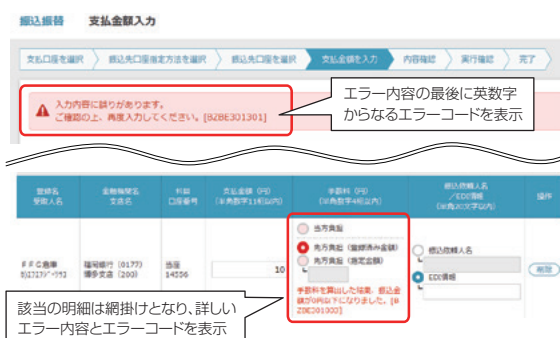 振込振替　支払金額入力
支払口座を選択
振込先口座指定方法を選択
振込先口座を選択
支払金額を入力
内容確認
実行確認
完了
入力内容に誤りがあります。
ご確認の上、再度入力してください。[BZBE301301]
エラー内容の最後に英数字
からなるエラーコードを表示
登録名
受取人名
金融機関名
支店名
科目
口座番号
支払金額（円）
（半角数字11桁以内）
手数料（円）
（半角数字4桁以内）
振込依頼人名
／EDI情報
（半角20文字以内）
操作
当方負担
先方負担（登録済み金額）
先方負担（指定金額）
ＦＦＧ商事
福岡銀行（0177）
博多支店（200）
当座
10
振込依頼人名
EDI情報
削除
手数料を算出した結果、振込金
額が0円以下になりました。[B
ZBE301002]
該当の明細は網掛けとなり、詳しい
エラー内容とエラーコードを表示